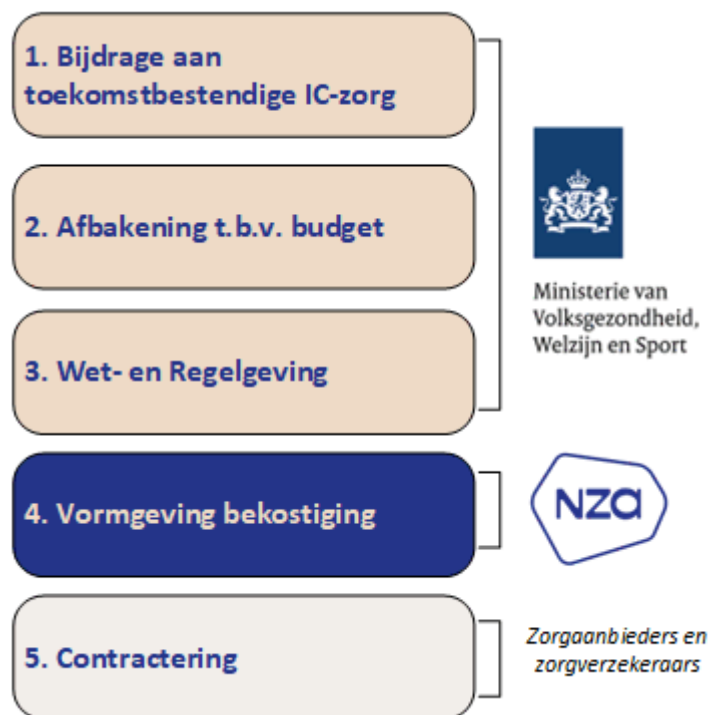 1. Bijdrage aan
toekomstbestendige IC-zorg
2. Afbakening t.b.v. budget
3. Wet- en Regelgeving
Ministerie van
Volksgezondheid,
Welzijn en Sport
4. Vormgeving bekostiging
NZa
5. Contractering
Zorgaanbieders en
zorgverzekeraars